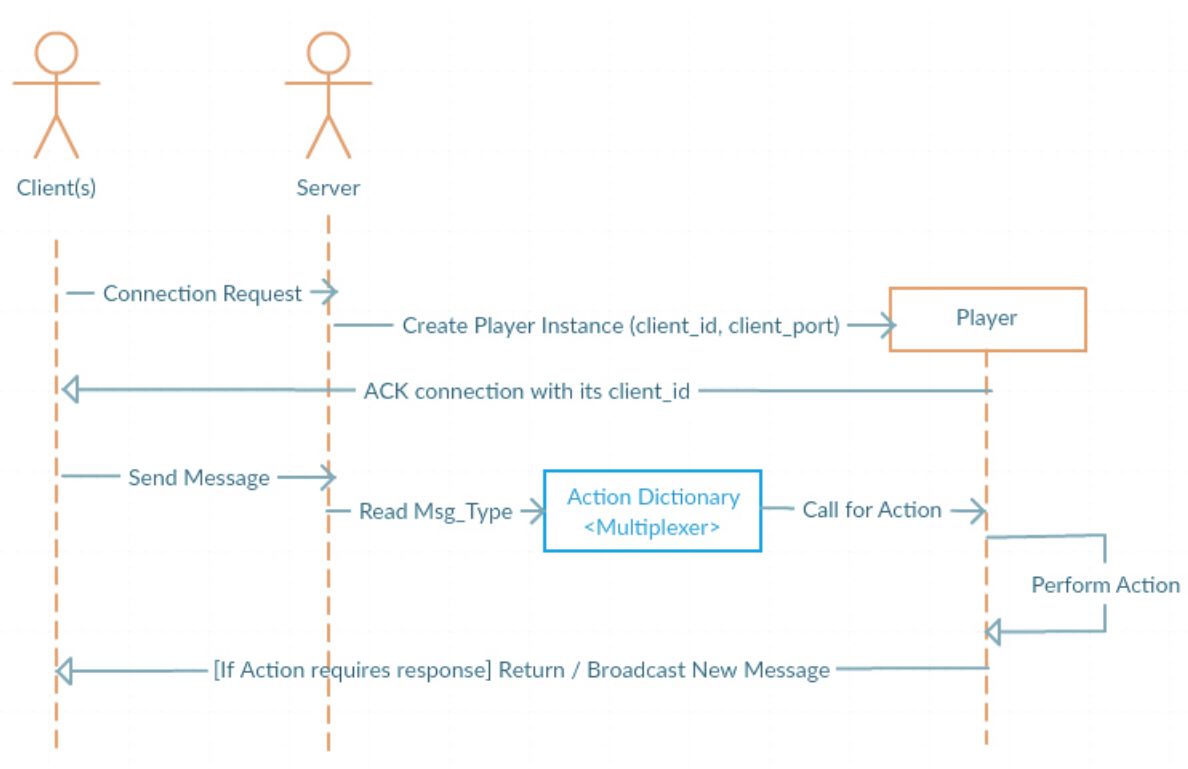 Client(s)
Server
Connection Request
Create Player Instance (client_id, client_port)
Player
ACK connection with its client_id
Send Message
Read Msg_Type
Action Dictionary
<Multiplexer>
Call for Action
Perform Action
[If Action requires response] Return / Broadcast New Message